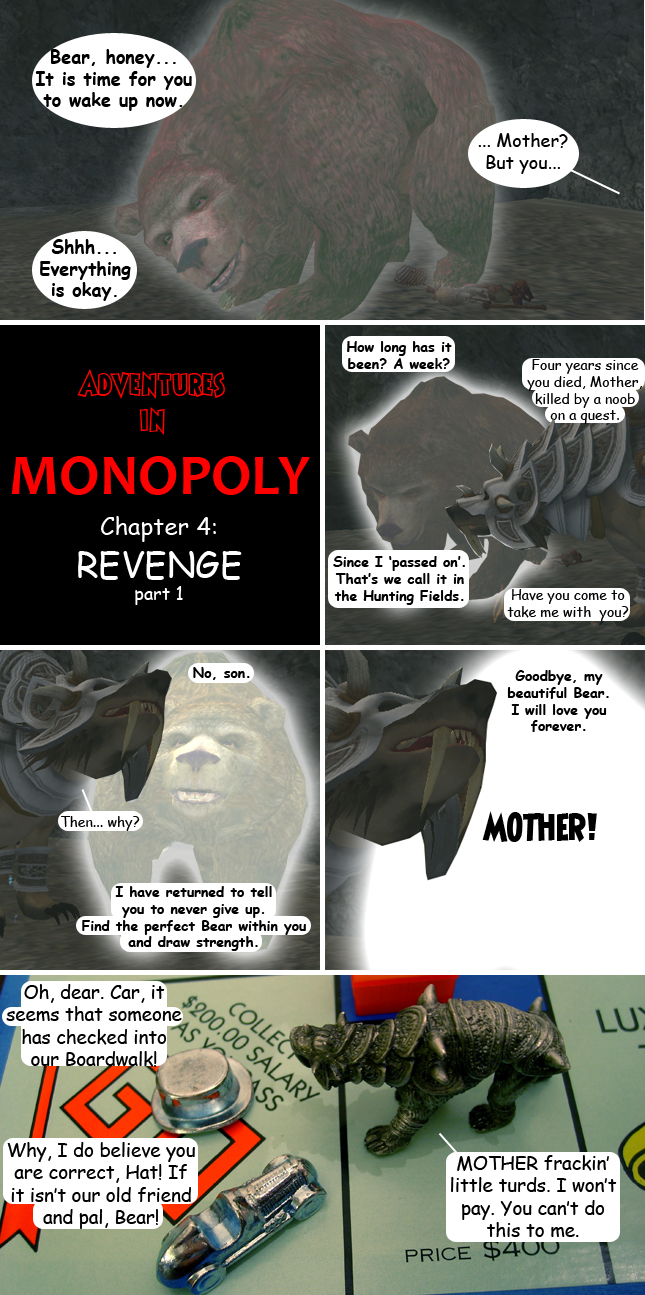 Bear, honey...
It is time for you
to wake up now.
... Mother?
But you...
Shhh...
Everything
is okay.
ADVENTURES
IN
MONOPOLY
Chapter 4:
REVENGE
part 1
How long has it
been? A week?
Four years since
you died, Mother,
killed by a noob
on a quest.
Since I 'passed on'.
That's we call it in
the Hunting Fields.
Have you come to
take me with you?
No, son.
Then... why?
I have returned to tell
you to never give up.
Find the perfect Bear within you
and draw strength.
Goodbye, my
beautiful Bear.
I will love you
forever.
MOTHER!
Oh, dear. Car, it
seems that someone
has checked into
our Boardwalk!
COLLECT
$200.00 SALARY
AS YOU PASS
GO
LUX
Why, I do believe you
are correct, Hat! If
it isn't our old friend
and pal, Bear!
MOTHER frackin'
little turds. I won't
pay. You can't do
this to me.
PRICE $400